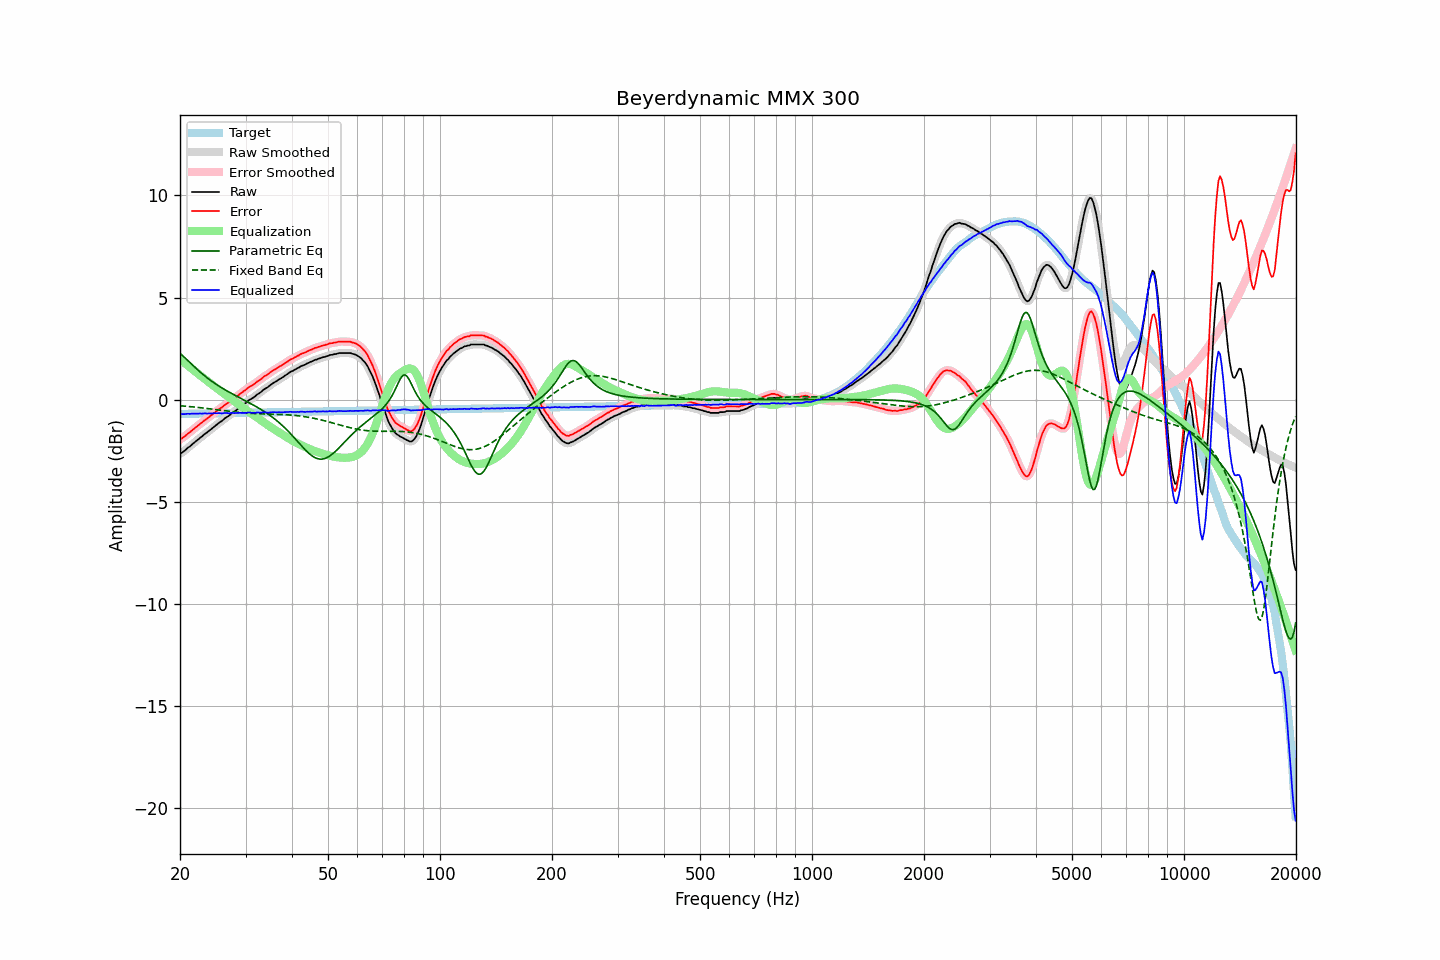 Beyerdynamic MMX 300
Target
Raw Smoothed
Error Smoothed
Raw
Error
Equalization
Parametric Eq
Fixed Band Eq
Equalized
Amplitude (dBr)
10
5
0
−5
−10
−15
−20
20 50 100 200 500 1000 2000 5000 10000 20000
Frequency (Hz)